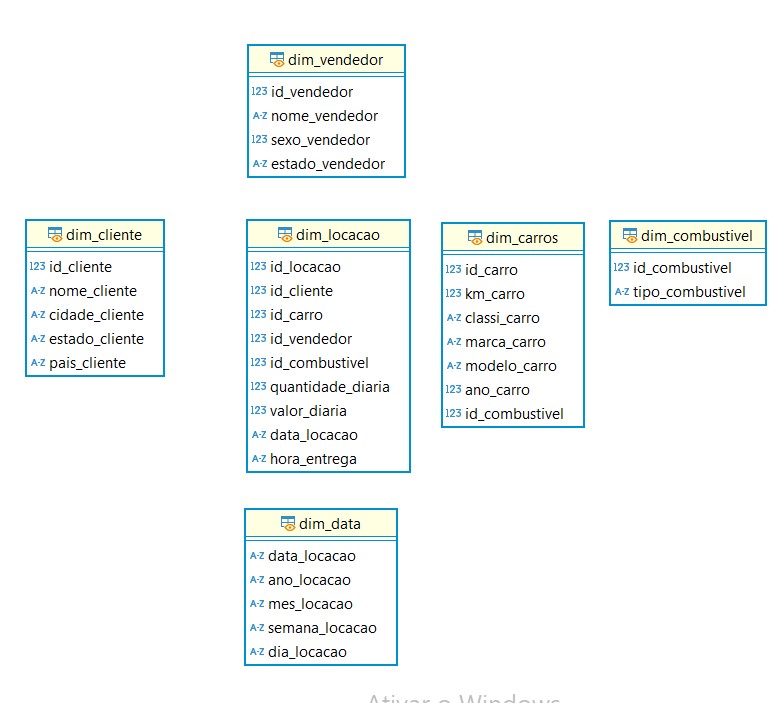 dim_vendedor
123 id_vendedor
A-Z nome_vendedor
123 sexo_vendedor
A-Z estado_vendedor
dim_cliente
123 id_cliente
A-Z nome_cliente
A-Z cidade_cliente
A-Z estado_cliente
A-Z pais_cliente
dim_locacao
123 id_locacao
123 id_cliente
123 id_carro
123 id_vendedor
123 id_combustivel
123 quantidade_diaria
123 valor_diaria
A-Z data_locacao
A-Z hora_entrega
dim_carros
123 id_carro
123 km_carro
A-Z classi_carro
A-Z marca_carro
A-Z modelo_carro
123 ano_carro
123 id_combustivel
dim_combustivel
123 id_combustivel
A-Z tipo_combustivel
dim_data
A-Z data_locacao
A-Z ano_locacao
A-Z mes_locacao
A-Z semana_locacao
A-Z dia_locacao
Ativar o Windows